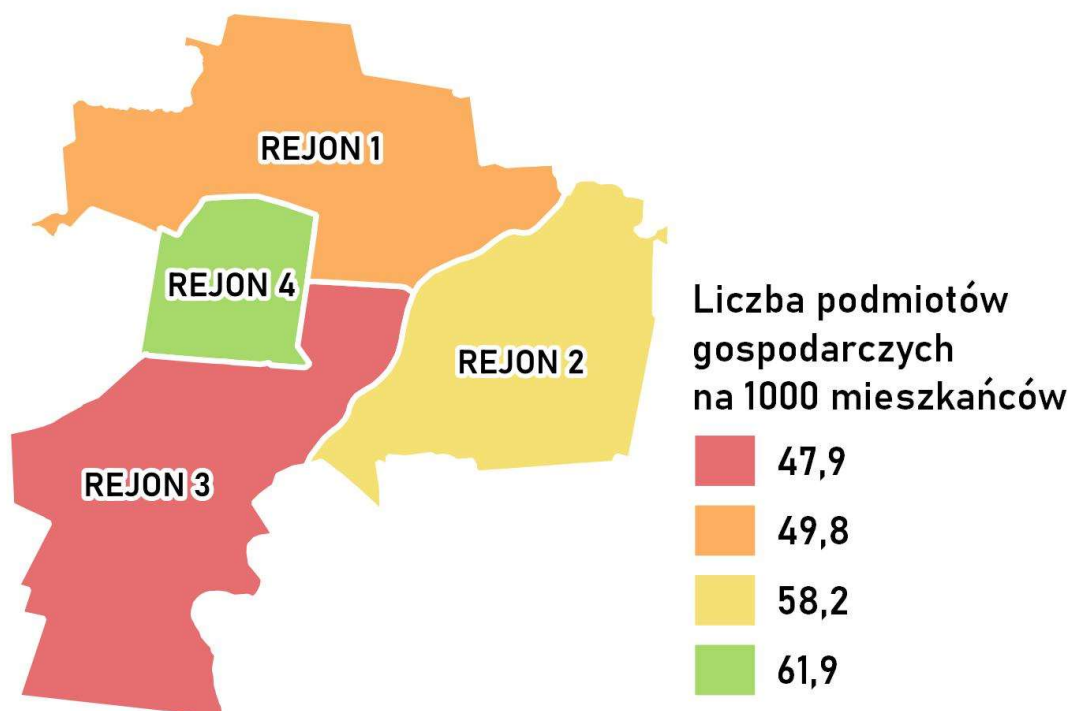 REJON 1
REJON 4
REJON 2
REJON 3
Liczba podmiotów
gospodarczych
na 1000 mieszkańców
47,9
49,8
58,2
61,9